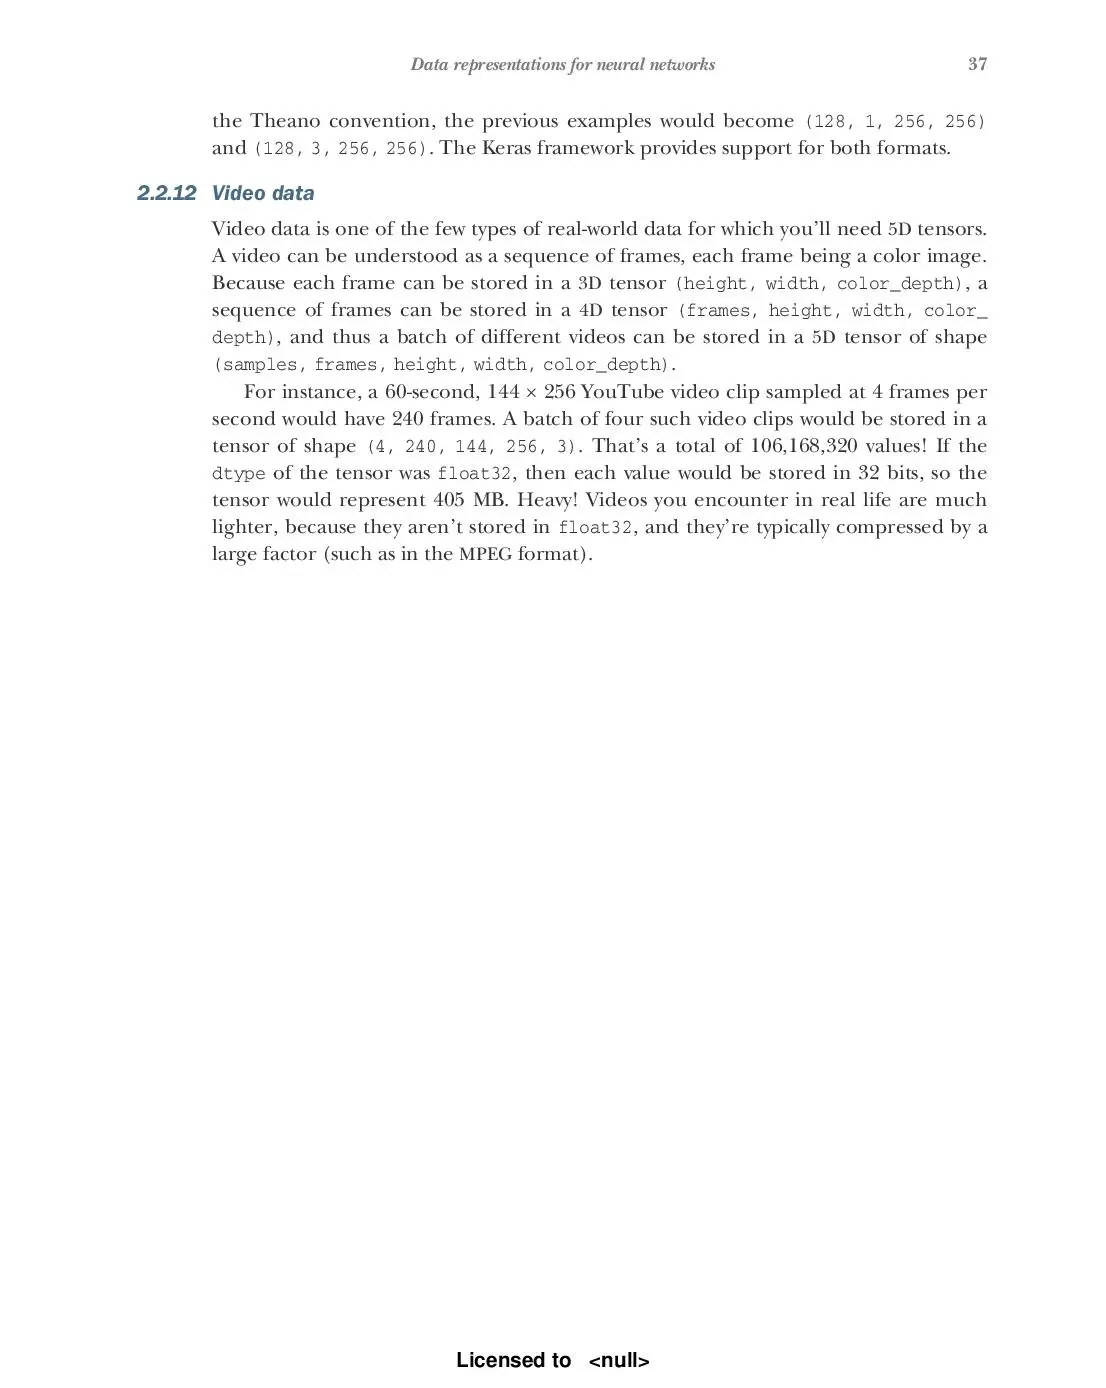 Data representations for neural networks 37
the Theano convention, the previous examples would become (128, 1, 256, 256)
and (128, 3, 256, 256). The Keras framework provides support for both formats.
2.2.12 Video data
Video data is one of the few types of real-world data for which you’ll need 5D tensors.
A video can be understood as a sequence of frames, each frame being a color image.
Because each frame can be stored in a 3D tensor (height, width, color_depth), a
sequence of frames can be stored in a 4D tensor (frames, height, width, color_
depth), and thus a batch of different videos can be stored in a 5D tensor of shape
(samples, frames, height, width, color_depth).
For instance, a 60-second, 144 × 256 YouTube video clip sampled at 4 frames per
second would have 240 frames. A batch of four such video clips would be stored in a
tensor of shape (4, 240, 144, 256, 3). That’s a total of 106,168,320 values! If the
dtype of the tensor was float32, then each value would be stored in 32 bits, so the
tensor would represent 405 MB. Heavy! Videos you encounter in real life are much
lighter, because they aren’t stored in float32, and they’re typically compressed by a
large factor (such as in the MPEG format).
Licensed to <null>